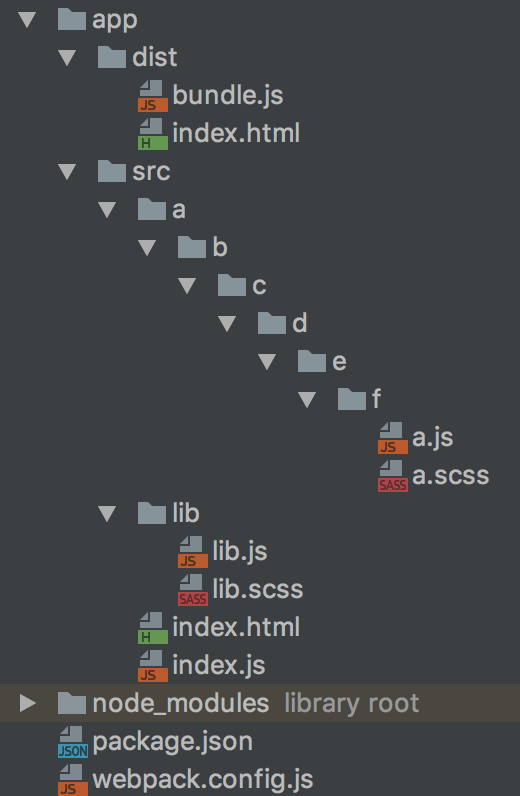 app
dist
JS bundle.js
H index.html
src
a
b
c
d
e
f
JS a.js
SASS a.scss
lib
JS lib.js
SASS lib.scss
H index.html
JS index.js
node_modules library root
JSON package.json
JS webpack.config.js